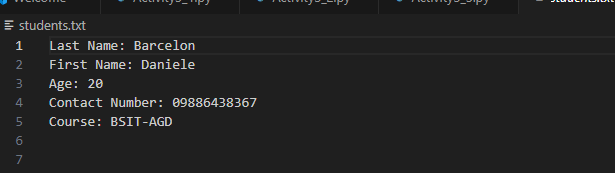 Welcome
students.txt
1 Last Name: Barcelon
2 First Name: Daniele
3 Age: 20
4 Contact Number: 09886438367
5 Course: BSIT-AGD
6
7